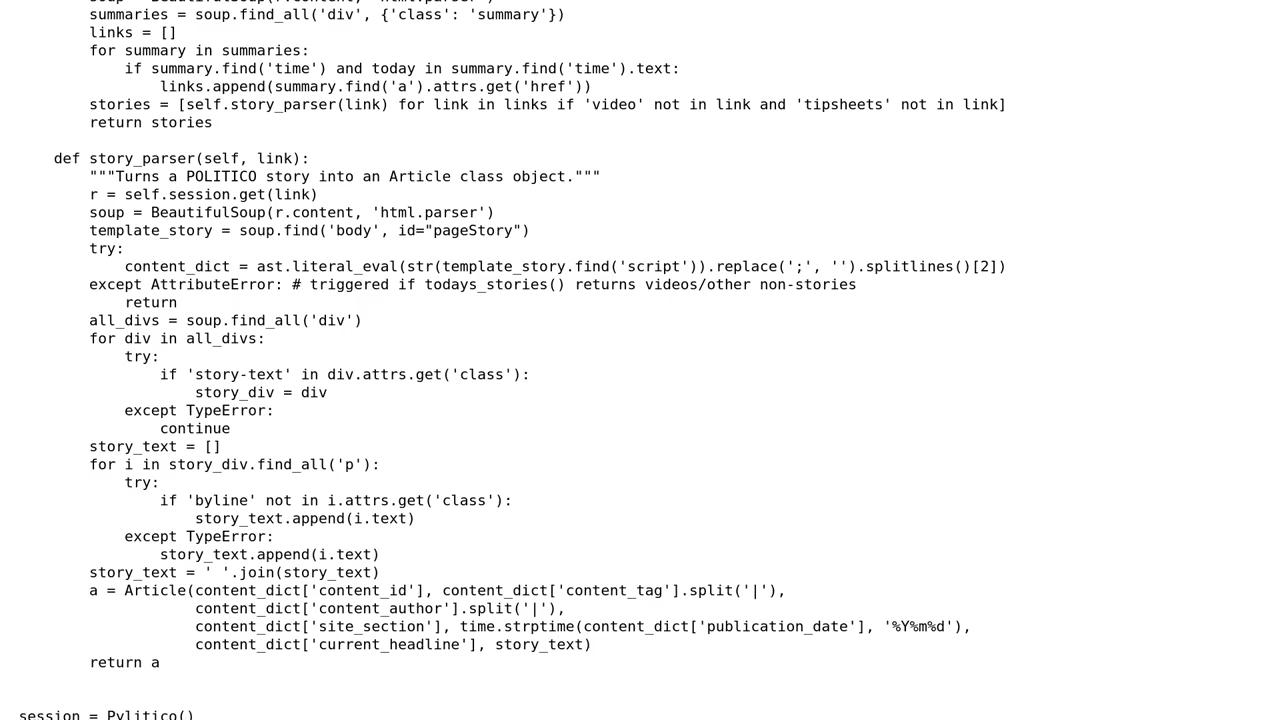 soup = BeautifulSoup(r.content, 'html.parser')
        summaries = soup.find_all('div', {'class': 'summary'})
        links = []
        for summary in summaries:
            if summary.find('time') and today in summary.find('time').text:
                links.append(summary.find('a').attrs.get('href'))
        stories = [self.story_parser(link) for link in links if 'video' not in link and 'tipsheets' not in link]
        return stories

    def story_parser(self, link):
        """Turns a POLITICO story into an Article class object."""
        r = self.session.get(link)
        soup = BeautifulSoup(r.content, 'html.parser')
        template_story = soup.find('body', id="pageStory")
        try:
            content_dict = ast.literal_eval(str(template_story.find('script')).replace(';', '').splitlines()[2])
        except AttributeError: # triggered if todays_stories() returns videos/other non-stories
            return
        all_divs = soup.find_all('div')
        for div in all_divs:
            try:
                if 'story-text' in div.attrs.get('class'):
                    story_div = div
            except TypeError:
                continue
        story_text = []
        for i in story_div.find_all('p'):
            try:
                if 'byline' not in i.attrs.get('class'):
                    story_text.append(i.text)
            except TypeError:
                story_text.append(i.text)
        story_text = ' '.join(story_text)
        a = Article(content_dict['content_id'], content_dict['content_tag'].split('|'),
                    content_dict['content_author'].split('|'),
                    content_dict['site_section'], time.strptime(content_dict['publication_date'], '%Y%m%d'),
                    content_dict['current_headline'], story_text)
        return a


session = Pylitico()